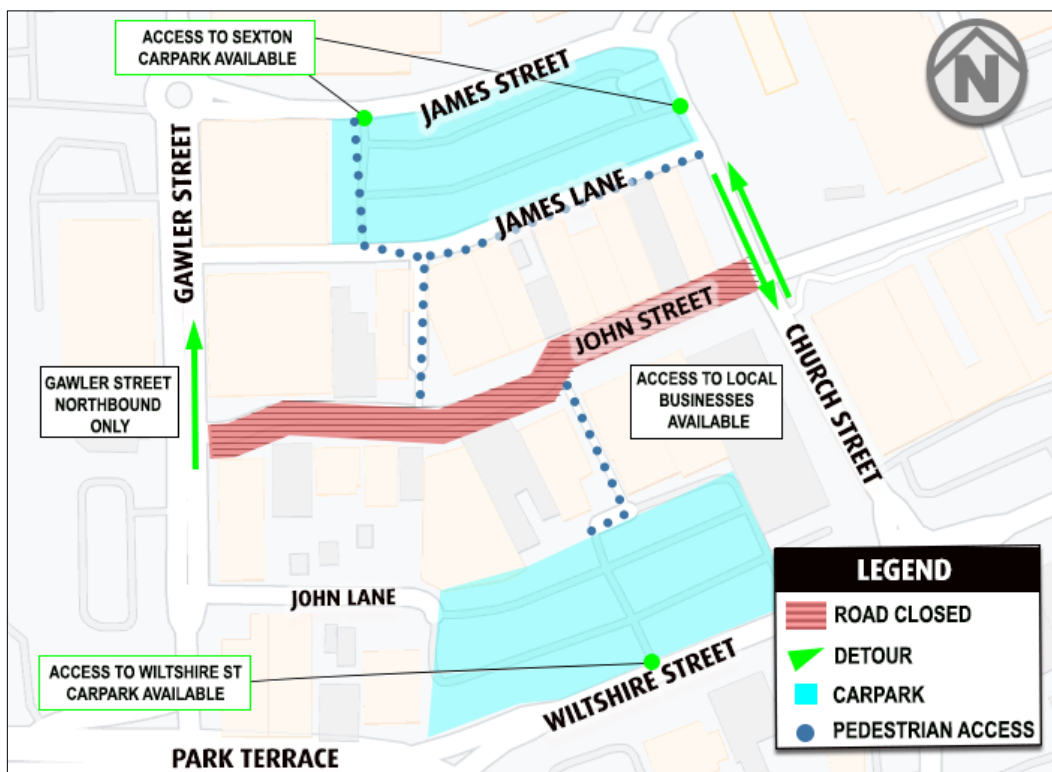 ACCESS TO SEXTON
CARPARK AVAILABLE
N
JAMES STREET
GAWLER STREET
JAMES LANE
JOHN STREET
GAWLER STREET
NORTHBOUND
ONLY
ACCESS TO LOCAL
BUSINESSES
AVAILABLE
CHURCH STREET
JOHN LANE
LEGEND
ROAD CLOSED
DETOUR
CARPARK
PEDESTRIAN ACCESS
ACCESS TO WILTSHIRE ST
CARPARK AVAILABLE
WILTSHIRE STREET
PARK TERRACE